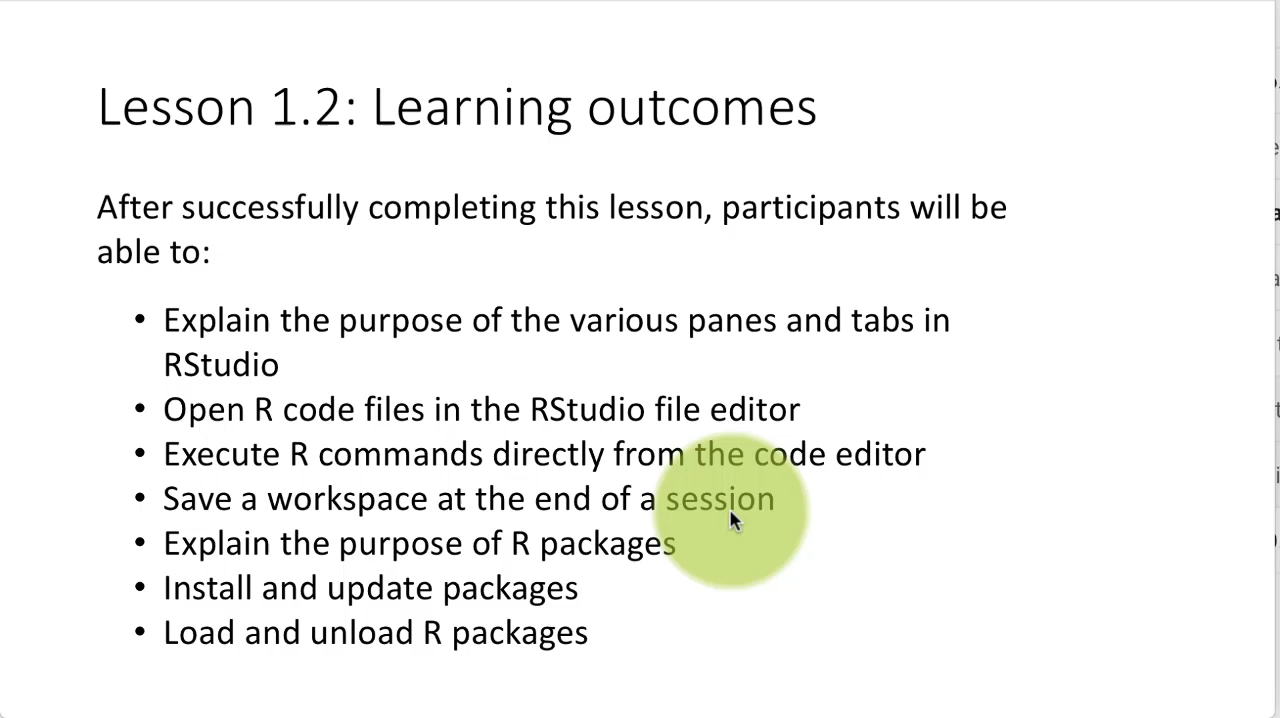 Lesson 1.2: Learning outcomes
After successfully completing this lesson, participants will be
able to:
• Explain the purpose of the various panes and tabs in
RStudio
• Open R code files in the RStudio file editor
• Execute R commands directly from the code editor
• Save a workspace at the end of a session
• Explain the purpose of R packages
• Install and update packages
• Load and unload R packages